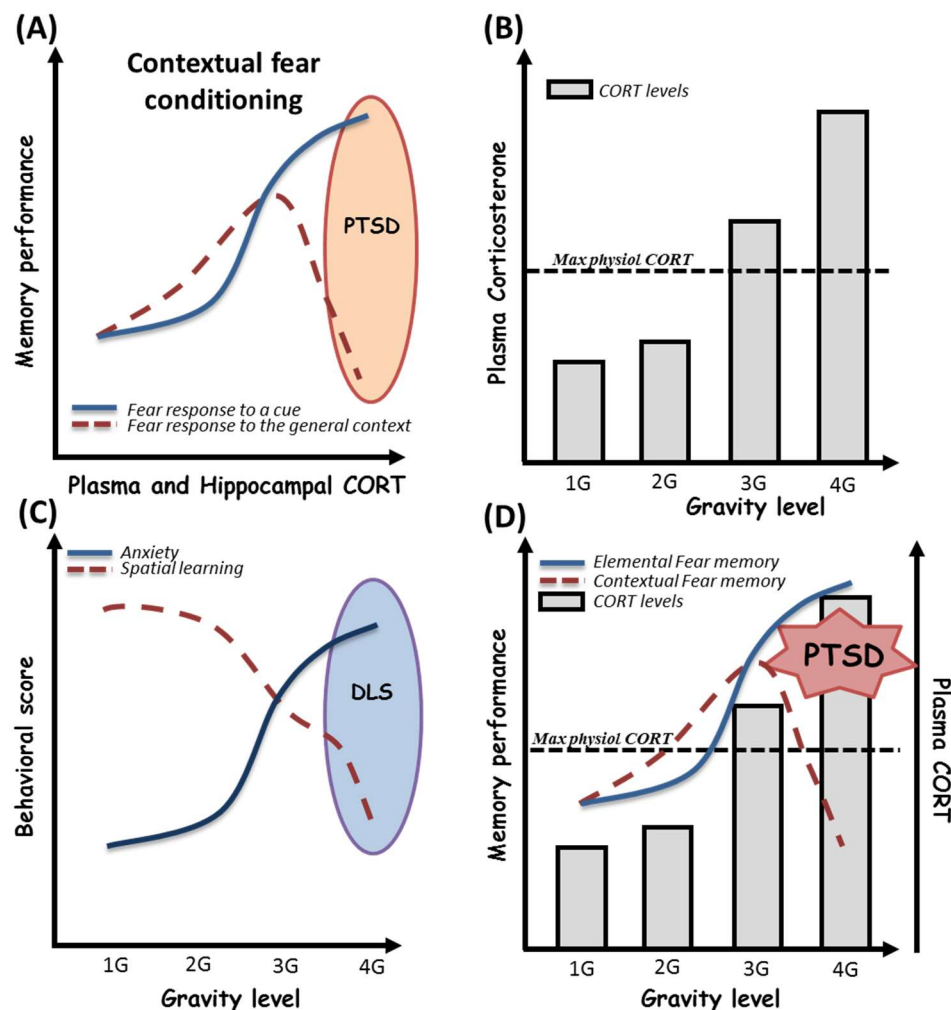 (A)
Contextual fear
conditioning
Memory performance
PTSD
Fear response to a cue
Fear response to the general context
Plasma and Hippocampal CORT
(B)
CORT levels
Plasma Corticosterone
Max physiol CORT
1G 2G 3G 4G
Gravity level
(C)
Anxiety
Spatial learning
Behavioral score
DLS
1G 2G 3G 4G
Gravity level
(D)
Elemental Fear memory
Contextual Fear memory
CORT levels
PTSD
Memory performance
Max physiol CORT
Plasma CORT
1G 2G 3G 4G
Gravity level